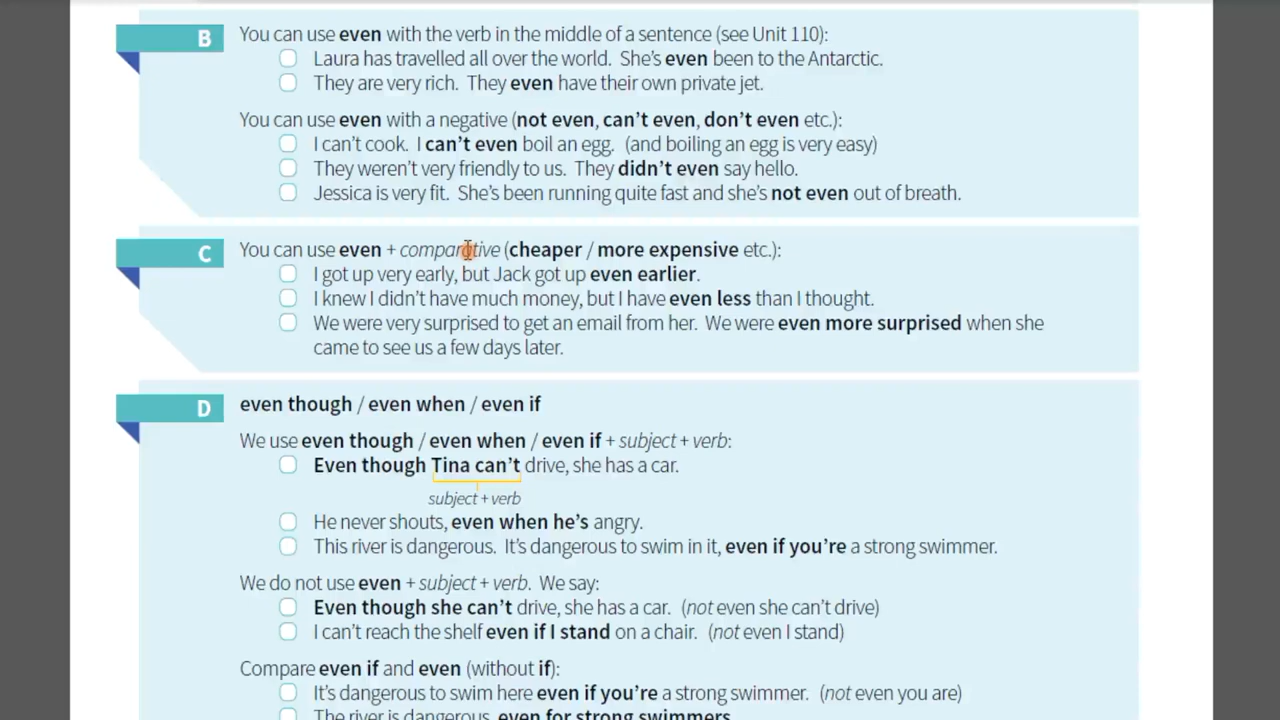 B
You can use even with the verb in the middle of a sentence (see Unit 110):
Laura has travelled all over the world. She's even been to the Antarctic.
They are very rich. They even have their own private jet.
You can use even with a negative (not even, can't even, don't even etc.):
I can't cook. I can't even boil an egg. (and boiling an egg is very easy)
They weren't very friendly to us. They didn't even say hello.
Jessica is very fit. She's been running quite fast and she's not even out of breath.
C
You can use even + comparative (cheaper / more expensive etc.):
I got up very early, but Jack got up even earlier.
I knew I didn't have much money, but I have even less than I thought.
We were very surprised to get an email from her. We were even more surprised when she
came to see us a few days later.
D
even though / even when / even if
We use even though / even when / even if + subject + verb:
Even though Tina can't drive, she has a car.
subject + verb
He never shouts, even when he's angry.
This river is dangerous. It's dangerous to swim in it, even if you're a strong swimmer.
We do not use even + subject + verb. We say:
Even though she can't drive, she has a car. (not even she can't drive)
I can't reach the shelf even if I stand on a chair. (not even I stand)
Compare even if and even (without if):
It's dangerous to swim here even if you're a strong swimmer. (not even you are)
The river is dangerous, even for strong swimmers.